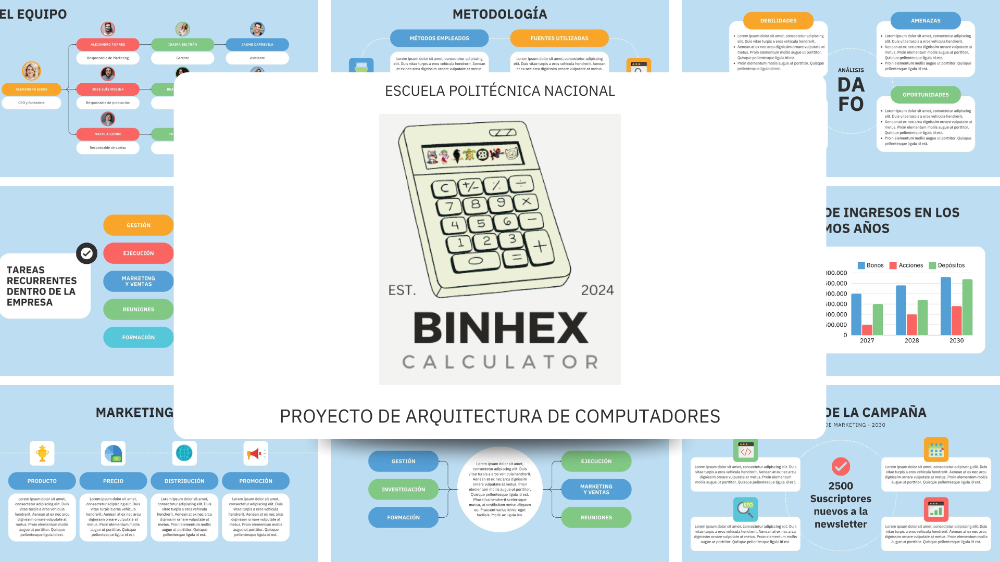 EL EQUIPO
ALEJANDRO TORRES
Responsable de Marketing
IDAIRA BELTRÁN
Gerente
JAUME CAPDEVILA
Asistente
ALEXANDRA EIRAS
CEO y fundadora
JOSE LUÍS MOLINA
Responsable de producción
BEA
MAITE ALLENDE
Responsable de ventas
PA
METODOLOGÍA
MÉTODOS EMPLEADOS
Lorem ipsum dolor sit amet, consectetur adipiscing
elit. Duis vitae turpis a eros vehicula hendrerit. Aenean
at ex nec arcu dignissim ornare vulputate at metus.
FUENTES UTILIZADAS
Lorem ipsum dolor sit amet, consectetur adipiscing
elit. Duis vitae turpis a eros vehicula hendrerit. Aenean
at ex nec arcu dignissim ornare vulputate at metus.
DEBILIDADES
Lorem ipsum dolor sit amet, consectetur adipiscing
elit. Duis vitae turpis a eros vehicula hendrerit.
Aenean at ex nec arcu dignissim ornare vulputate at
metus. Proin elementum mollis augue ut porttitor.
Quisque pellentesque ligula id est.
Proin elementum mollis augue ut porttitor. Quisque
pellentesque ligula id est.
AMENAZAS
Lorem ipsum dolor sit amet, consectetur adipiscing
elit. Duis vitae turpis a eros vehicula hendrerit.
Aenean at ex nec arcu dignissim ornare vulputate at
metus. Proin elementum mollis augue ut porttitor.
Quisque pellentesque ligula id est.
Proin elementum mollis augue ut porttitor. Quisque
pellentesque ligula id est.
ANÁLISIS
DA
FO
OPORTUNIDADES
Lorem ipsum dolor sit amet, consectetur adipiscing
elit. Duis vitae turpis a eros vehicula hendrerit.
Aenean at ex nec arcu dignissim ornare vulputate at
metus. Proin elementum mollis augue ut porttitor.
Quisque pellentesque ligula id est.
Proin elementum mollis augue ut porttitor. Quisque
pellentesque ligula id est.
ESCUELA POLITÉCNICA NACIONAL
C +/- % ÷
7 8 9 ×
4 5 6 −
1 2 3 +
0 =
EST. 2024
BINHEX
CALCULATOR
PROYECTO DE ARQUITECTURA DE COMPUTADORES
TAREAS
RECURRENTES
DENTRO DE LA
EMPRESA
GESTIÓN
EJECUCIÓN
MARKETING
Y VENTAS
REUNIONES
FORMACIÓN
DE INGRESOS EN LOS
MOS AÑOS
Bonos Acciones Depósitos
000.000
500.000
000.000
500.000
000.000
500.000
0
2027 2028 2030
MARKETING
PRODUCTO
Lorem ipsum dolor sit amet,
consectetur adipiscing elit. Duis
vitae turpis a eros vehicula
hendrerit. Aenean at ex nec arcu
dignissim ornare vulputate at
metus. Proin elementum mollis
augue ut porttitor. Quisque
pellentesque ligula id est.
PRECIO
Lorem ipsum dolor sit amet,
consectetur adipiscing elit. Duis
vitae turpis a eros vehicula
hendrerit. Aenean at ex nec arcu
dignissim ornare vulputate at
metus. Proin elementum mollis
augue ut porttitor. Quisque
pellentesque ligula id est.
DISTRIBUCIÓN
Lorem ipsum dolor sit amet,
consectetur adipiscing elit. Duis
vitae turpis a eros vehicula
hendrerit. Aenean at ex nec arcu
dignissim ornare vulputate at
metus. Proin elementum mollis
augue ut porttitor. Quisque
pellentesque ligula id est.
PROMOCIÓN
Lorem ipsum dolor sit amet,
consectetur adipiscing elit. Duis
vitae turpis a eros vehicula
hendrerit. Aenean at ex nec arcu
dignissim ornare vulputate at
metus. Proin elementum mollis
augue ut porttitor. Quisque
pellentesque ligula id est.
GESTIÓN
INVESTIGACIÓN
FORMACIÓN
Lorem ipsum dolor sit amet,
consectetur adipiscing elit. Duis
vitae turpis a eros vehicula
hendrerit. Aenean at ex nec
arcu dignissim ornare
vulputate at metus. Proin
elementum mollis augue ut porttitor.
Quisque pellentesque ligula id est.
Phasellus hendrerit scelerisque
massa, ut vestibulum metus aliquam
eu. Praesent varius id nisi eget
facilisis. Morbi ac ligula leo.
EJECUCIÓN
MARKETING
Y VENTAS
REUNIONES
DE LA CAMPAÑA
DE MARKETING - 2030
Lorem ipsum dolor sit amet, consectetur adipiscing elit. Duis
vitae turpis a eros vehicula hendrerit. Aenean at ex nec arcu
dignissim ornare vulputate at metus. Proin elementum
mollis augue ut porttitor. Quisque pellentesque ligula id est.
Lorem ipsum dolor sit amet, consectetur adipiscing elit. Duis
vitae turpis a eros vehicula hendrerit. Aenean at ex nec arcu
dignissim ornare vulputate at metus. Proin elementum mollis
augue ut porttitor. Quisque pellentesque ligula id est.
2500
Suscriptores
nuevos a la
newsletter
SEO
Lorem ipsum dolor sit amet, consectetur adipiscing elit. Duis
vitae turpis a eros vehicula hendrerit. Aenean at ex nec arcu
dignissim ornare vulputate at metus. Proin elementum mollis
augue ut porttitor. Quisque pellentesque ligula id est.
Lorem ipsum dolor sit amet, consectetur adipiscing elit. Duis
vitae turpis a eros vehicula hendrerit. Aenean at ex nec arcu
dignissim ornare vulputate at metus. Proin elementum mollis
augue ut porttitor. Quisque pellentesque ligula id est.